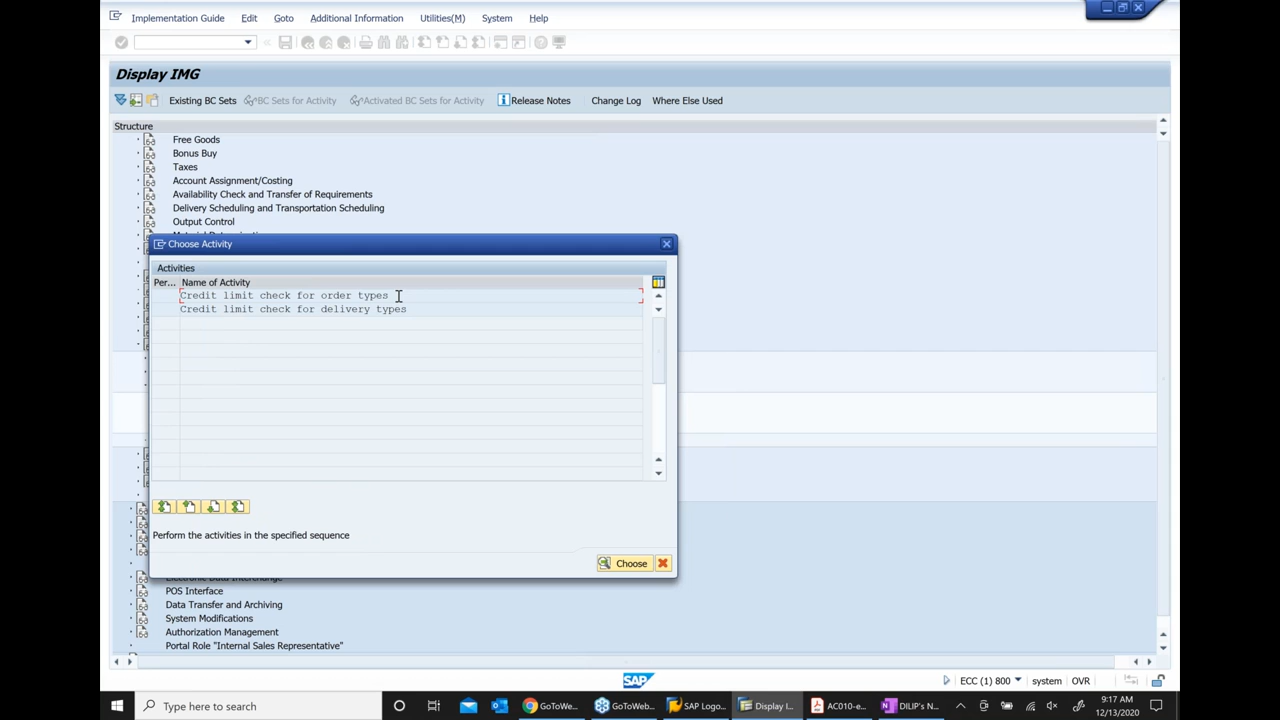 Implementation Guide Edit Goto Additional Information Utilities(M) System Help
Display IMG
Existing BC Sets BC Sets for Activity Activated BC Sets for Activity Release Notes Change Log Where Else Used
Structure
Free Goods
Bonus Buy
Taxes
Account Assignment/Costing
Availability Check and Transfer of Requirements
Delivery Scheduling and Transportation Scheduling
Output Control
Choose Activity
Activities
Per... Name of Activity
Credit limit check for order types
Credit limit check for delivery types
Perform the activities in the specified sequence
Choose
Electronic Data Interchange
POS Interface
Data Transfer and Archiving
System Modifications
Authorization Management
Portal Role "Internal Sales Representative"
SAP
ECC (1) 800 system OVR
Type here to search
GoToWe...
GoToWeb...
SAP Logo...
Display I...
AC010-e...
DILIP's N...
9:17 AM
12/13/2020